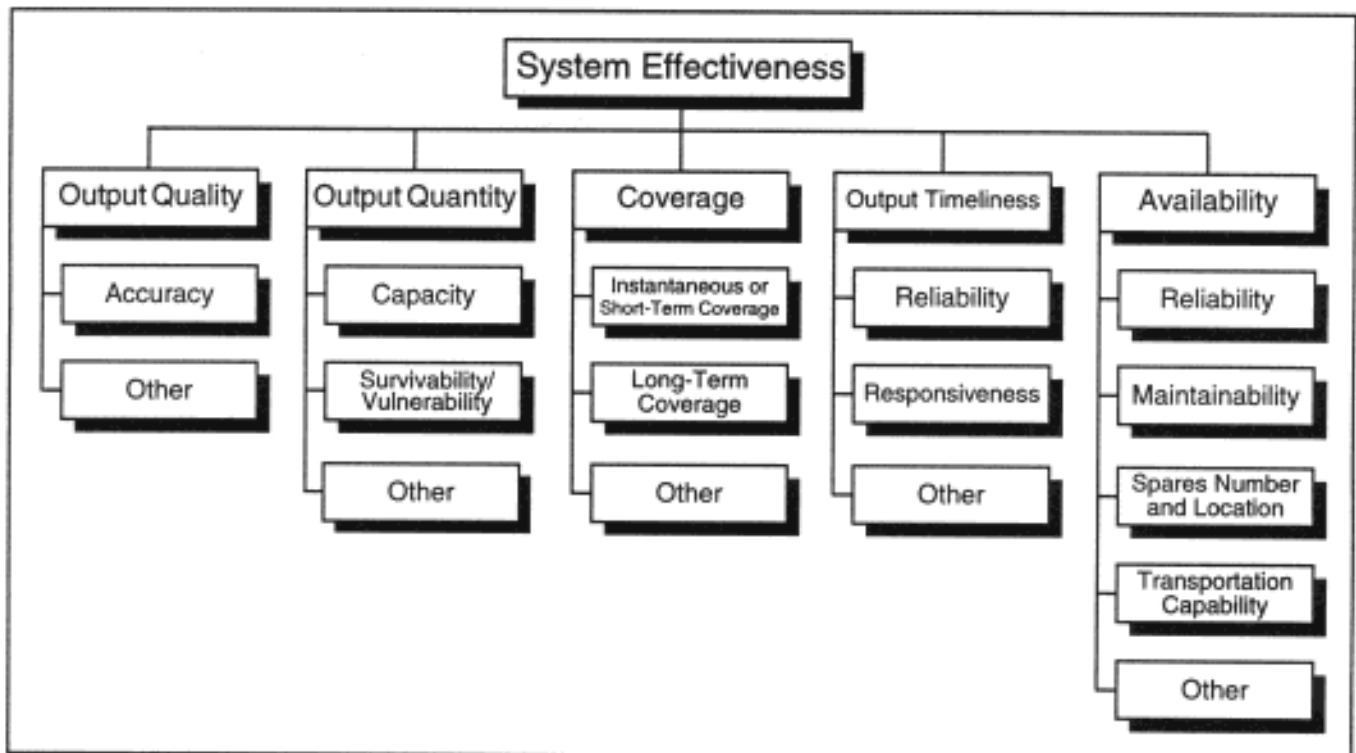 System Effectiveness
Output Quality
Accuracy
Other
Output Quantity
Capacity
Survivability/
Vulnerability
Other
Coverage
Instantaneous or
Short-Term Coverage
Long-Term
Coverage
Other
Output Timeliness
Reliability
Responsiveness
Other
Availability
Reliability
Maintainability
Spares Number
and Location
Transportation
Capability
Other